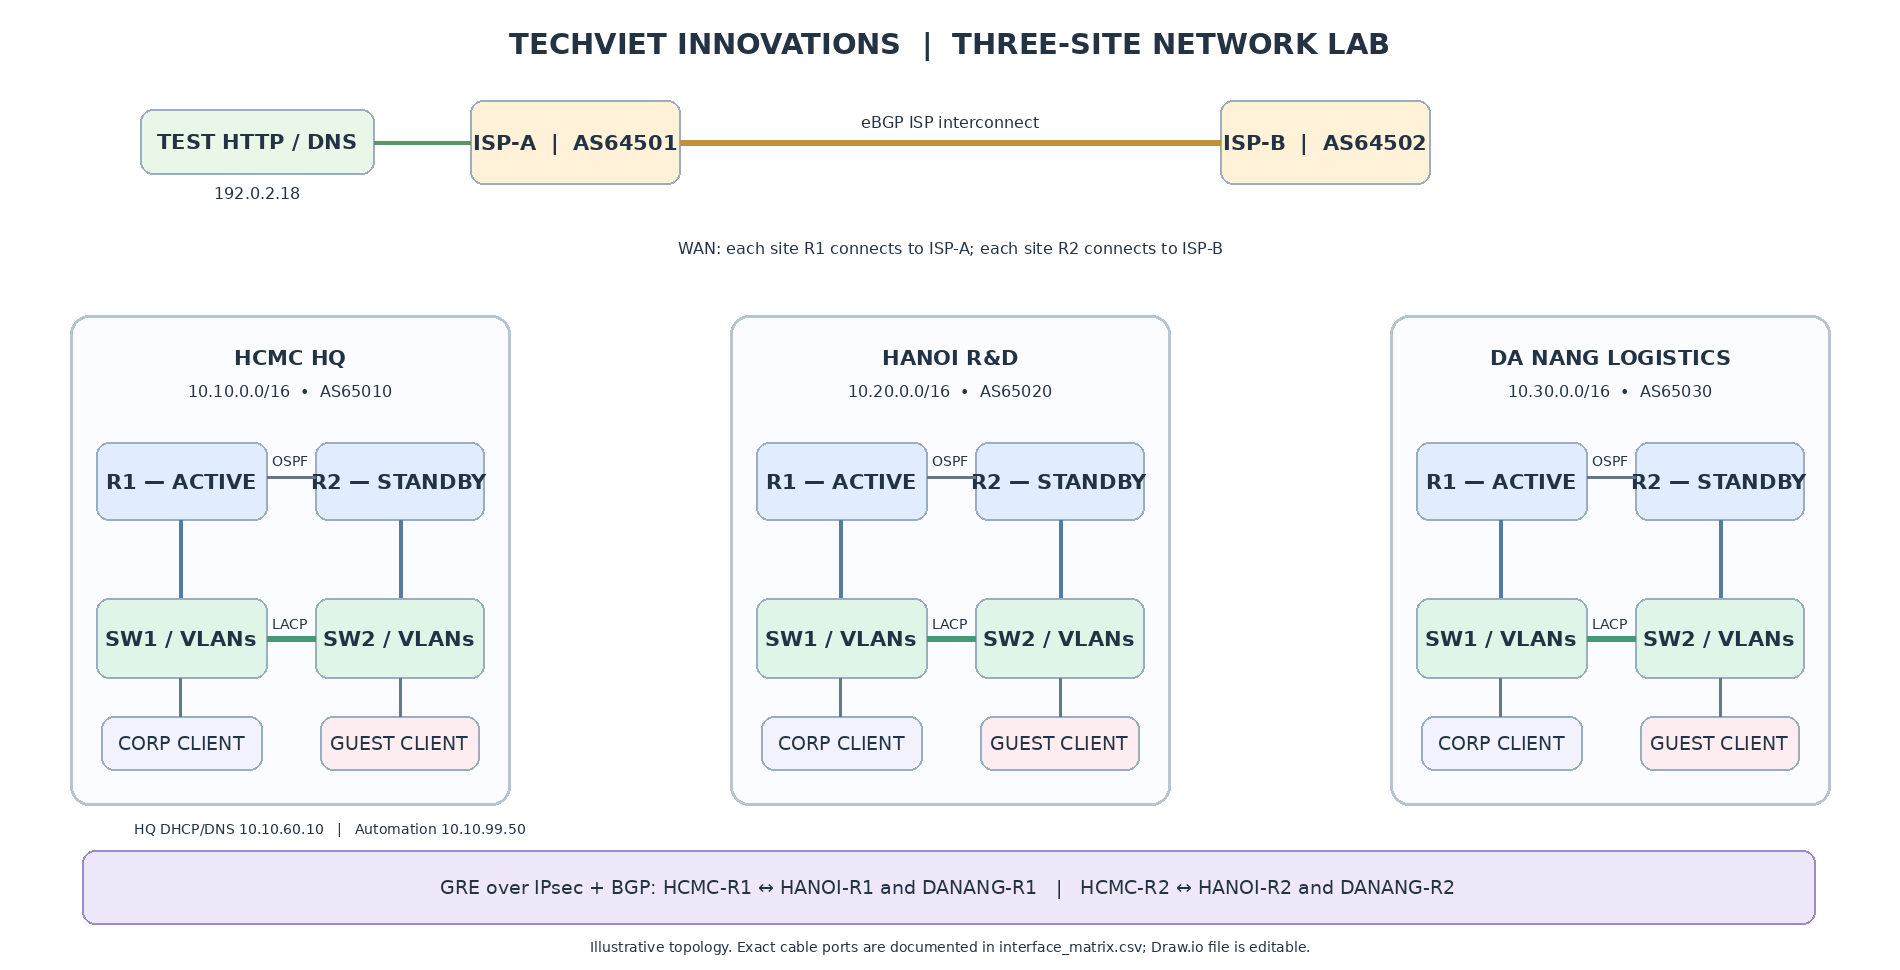 TECHVIET INNOVATIONS | THREE-SITE NETWORK LAB
TEST HTTP / DNS
192.0.2.18
ISP-A | AS64501
eBGP ISP interconnect
ISP-B | AS64502
WAN: each site R1 connects to ISP-A; each site R2 connects to ISP-B
HCMC HQ
10.10.0.0/16 • AS65010
R1 — ACTIVE
OSPF
R2 — STANDBY
SW1 / VLANs
LACP
SW2 / VLANs
CORP CLIENT
GUEST CLIENT
HQ DHCP/DNS 10.10.60.10 | Automation 10.10.99.50
HANOI R&D
10.20.0.0/16 • AS65020
R1 — ACTIVE
OSPF
R2 — STANDBY
SW1 / VLANs
LACP
SW2 / VLANs
CORP CLIENT
GUEST CLIENT
DA NANG LOGISTICS
10.30.0.0/16 • AS65030
R1 — ACTIVE
OSPF
R2 — STANDBY
SW1 / VLANs
LACP
SW2 / VLANs
CORP CLIENT
GUEST CLIENT
GRE over IPsec + BGP: HCMC-R1 ↔ HANOI-R1 and DANANG-R1 | HCMC-R2 ↔ HANOI-R2 and DANANG-R2
Illustrative topology. Exact cable ports are documented in interface_matrix.csv; Draw.io file is editable.